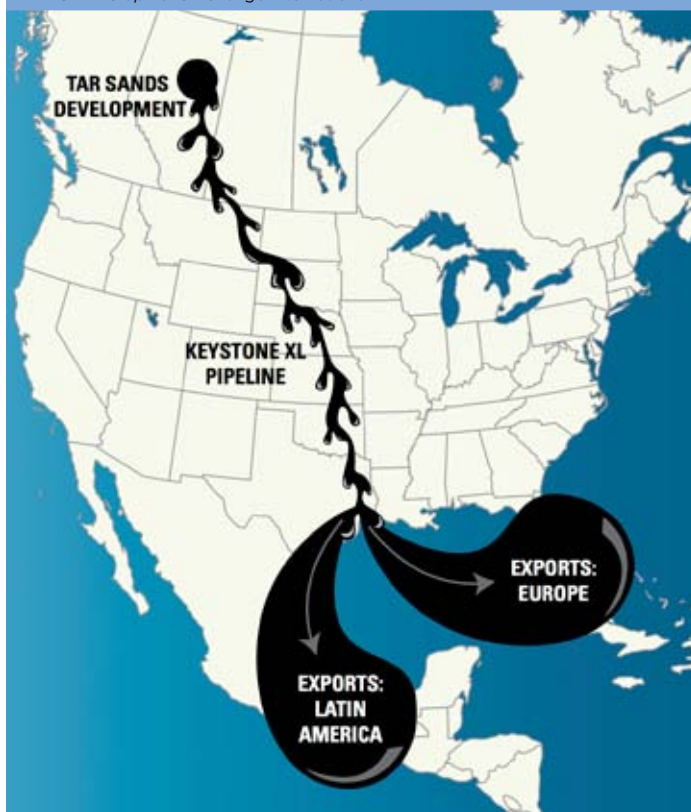 TAR SANDS
DEVELOPMENT
KEYSTONE XL
PIPELINE
EXPORTS:
EUROPE
EXPORTS:
LATIN
AMERICA